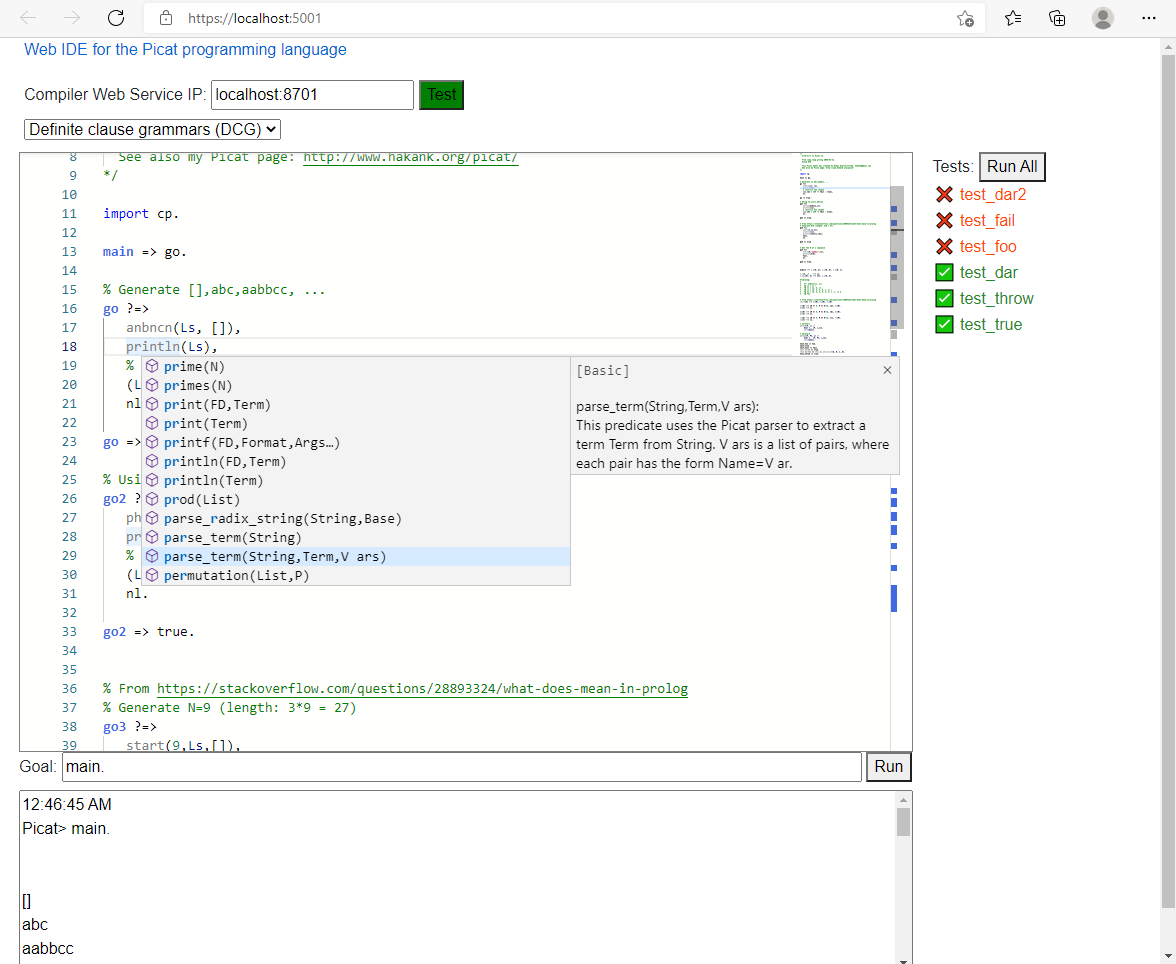 https://localhost:5001
Web IDE for the Picat programming language
Compiler Web Service IP: localhost:8701 Test
Definite clause grammars (DCG)
8 See also my Picat page: http://www.hakank.org/picat/
9 */
10
11 import cp.
12
13 main => go.
14
15 % Generate [],abc,aabbcc, ...
16 go ?=>
17 anbncn(Ls, []),
18 println(Ls),
19 %
20 (L
21 nl
22
23 go =>
24
25 % Usi
26 go2 ?
27 ph
28 pr
29 %
30 (L
31 nl.
32
33 go2 => true.
34
35
36 % From https://stackoverflow.com/questions/28893324/what-does-mean-in-prolog
37 % Generate N=9 (length: 3*9 = 27)
38 go3 ?=>
39 start(9,Ls,[]),
prime(N)
primes(N)
print(FD,Term)
print(Term)
printf(FD,Format,Args…)
println(FD,Term)
println(Term)
prod(List)
parse_radix_string(String,Base)
parse_term(String)
parse_term(String,Term,V ars)
permutation(List,P)
[Basic]
parse_term(String,Term,V ars):
This predicate uses the Picat parser to extract a
term Term from String. V ars is a list of pairs, where
each pair has the form Name=V ar.
Tests: Run All
test_dar2
test_fail
test_foo
test_dar
test_throw
test_true
Goal: main. Run
12:46:45 AM
Picat> main.
[]
abc
aabbcc